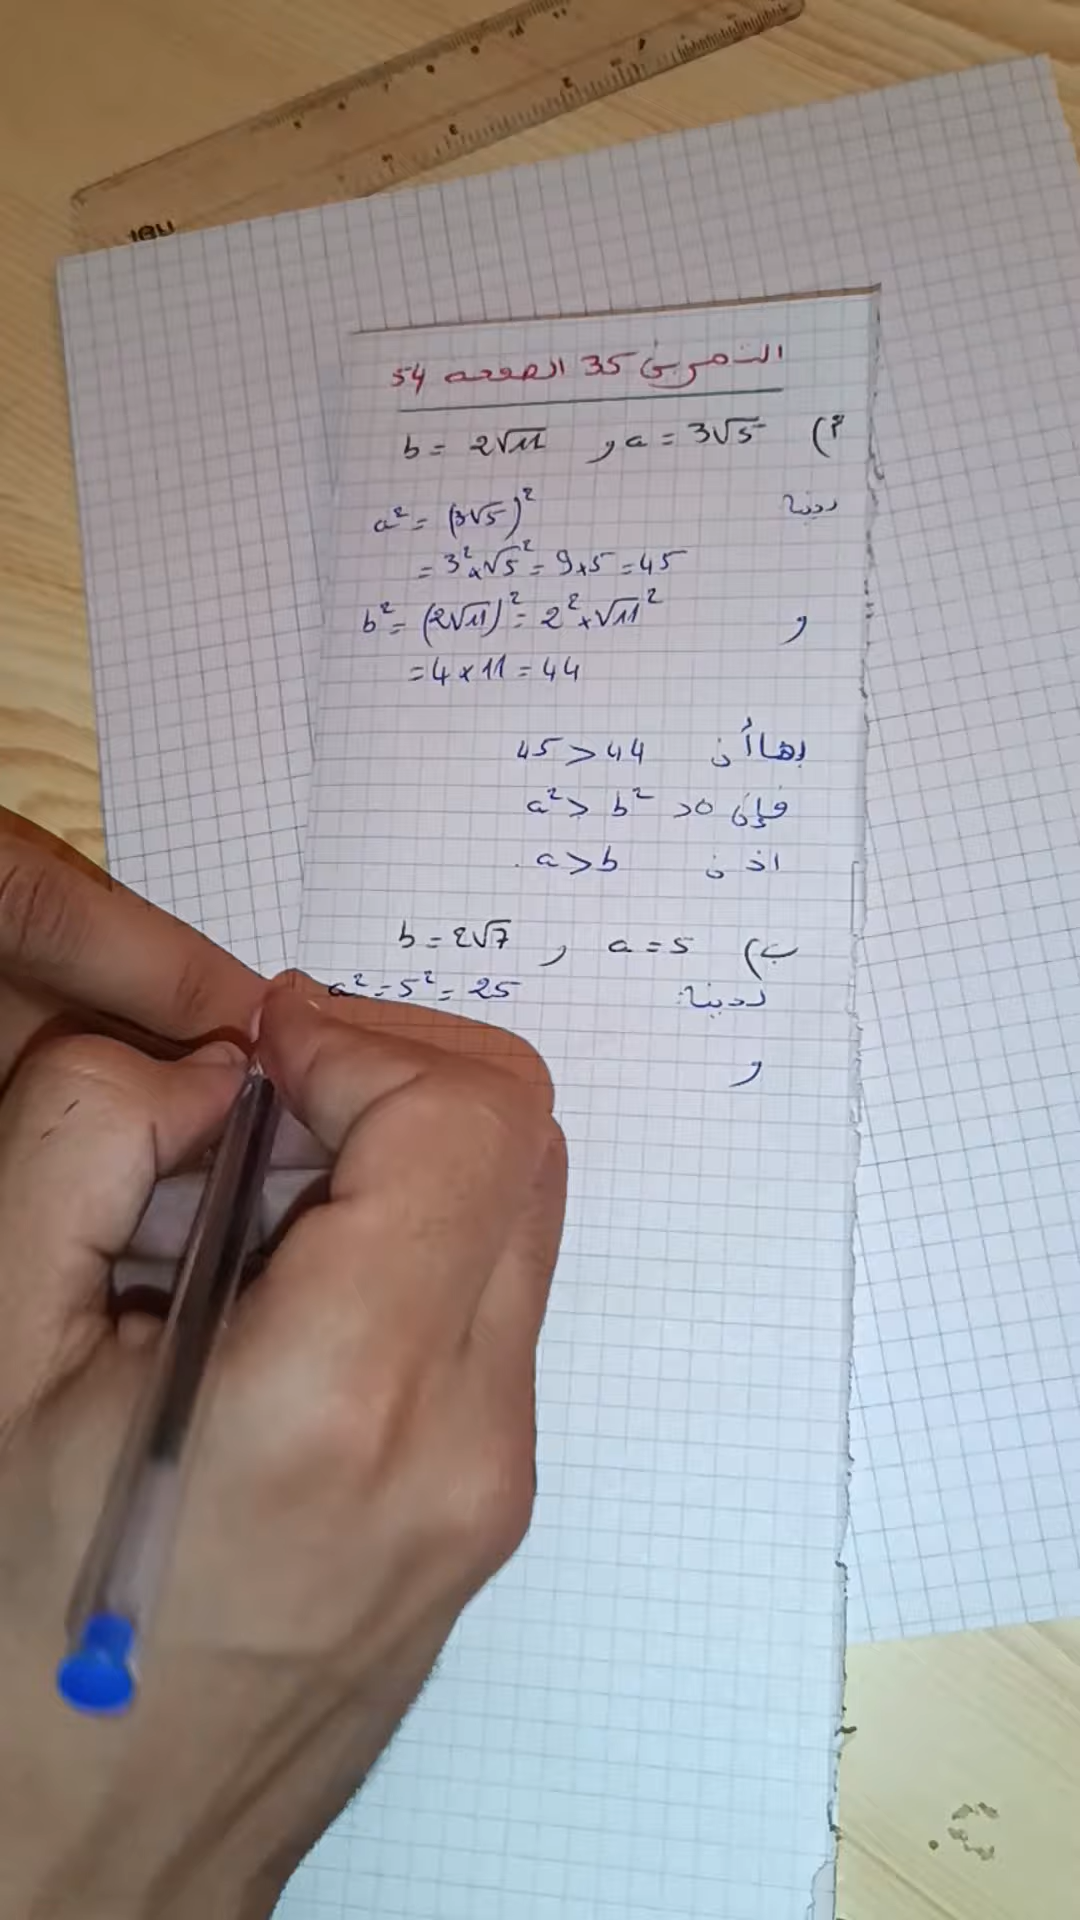 التمرين 35 الصفحة 54
أ) a = 3√5 و b = 2√11
لدينا a² = (3√5)²
= 3²×√5² = 9×5 = 45
و b² = (2√11)² = 2²×√11²
= 4×11 = 44
بما أن 45 > 44
فإن a² > b² >0
اذن a > b .
ب) a = 5 و b = 2√7
لدينا: a² = 5² = 25
و